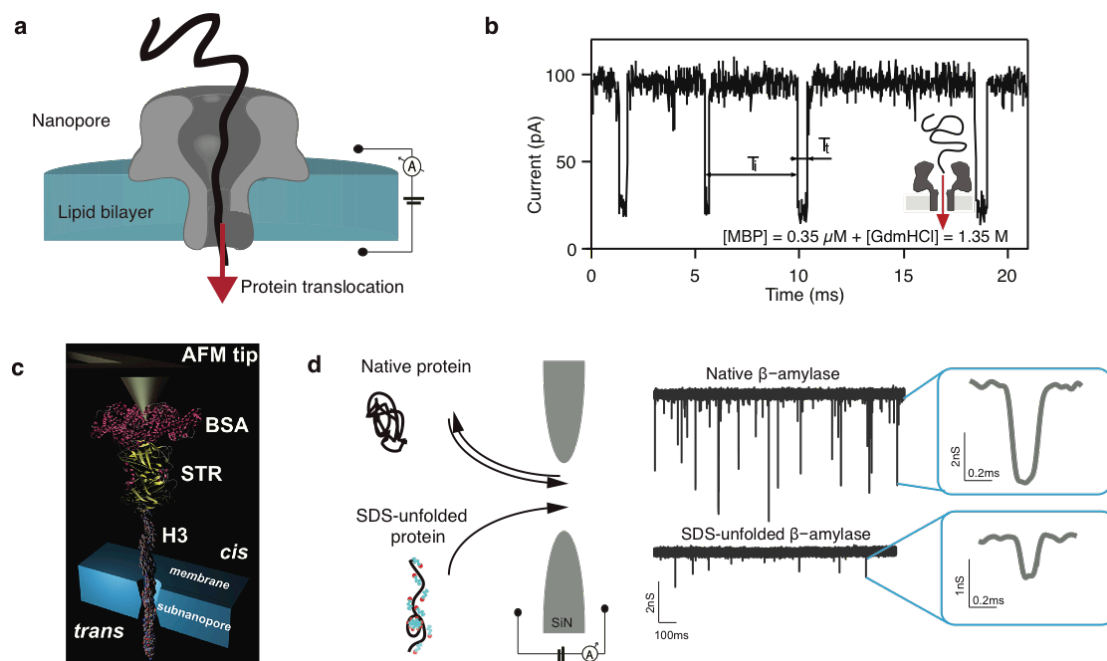 a
Nanopore
Lipid bilayer
A
Protein translocation
b
Current (pA)
100
50
0
Ti
Tt
[MBP] = 0.35 µM + [GdmHCl] = 1.35 M
0
5
10
15
20
Time (ms)
c
AFM tip
BSA
STR
H3
cis
membrane
subnanopore
trans
d
Native protein
SDS-unfolded
protein
SiN
A
Native β−amylase
2nS
0.2ms
SDS-unfolded β−amylase
2nS
100ms
1nS
0.2ms